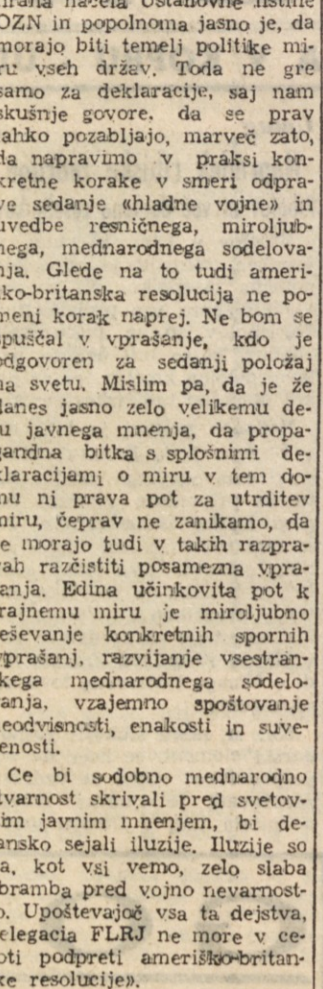 mirana načela Ustanovne listine
OZN in popolnoma jasno je, da
morajo biti temelj politike mi-
ru vseh držav. Toda ne gre
samo za deklaracije, saj nam
skušnje govore, da se prav
lahko pozabljajo, marveč zato,
da napravimo v praksi kon-
kretne korake v smeri odpra-
ve sedanje «hladne vojne» in
uvedbe resničnega, miroljub-
nega, mednarodnega sodelova-
nja. Glede na to tudi ameri-
ško-britanska resolucija ne po-
meni korak naprej. Ne bom se
spuščal v vprašanje, kdo je
odgovoren za sedanji položaj
na svetu. Mislim pa, da je že
danes jasno zelo velikemu de-
lu javnega mnenja, da propa-
gandna bitka s splošnimi de-
klaracijami o miru v tem do-
mu ni prava pot za utrditev
miru, čeprav ne zanikamo, da
se morajo tudi v takih razpra-
vah razčistiti posamezna vpra-
šanja. Edina učinkovita pot k
trajnemu miru je miroljubno
reševanje konkretnih spornih
vprašanj, razvijanje vsestran-
skega mednarodnega sodelo-
vanja, vzajemno spoštovanje
neodvisnosti, enakosti in suve-
renosti.
Ce bi sodobno mednarodno
stvarnost skrivali pred svetov-
nim javnim mnenjem, bi de-
jansko sejali iluzije. Iluzije so
pa, kot vsi vemo, zelo slaba
obramba pred vojno nevarnost-
jo. Upoštevajoč vsa ta dejstva,
delegacia FLRJ ne more v ce-
loti podpreti ameriško-britan-
ske resolucije».